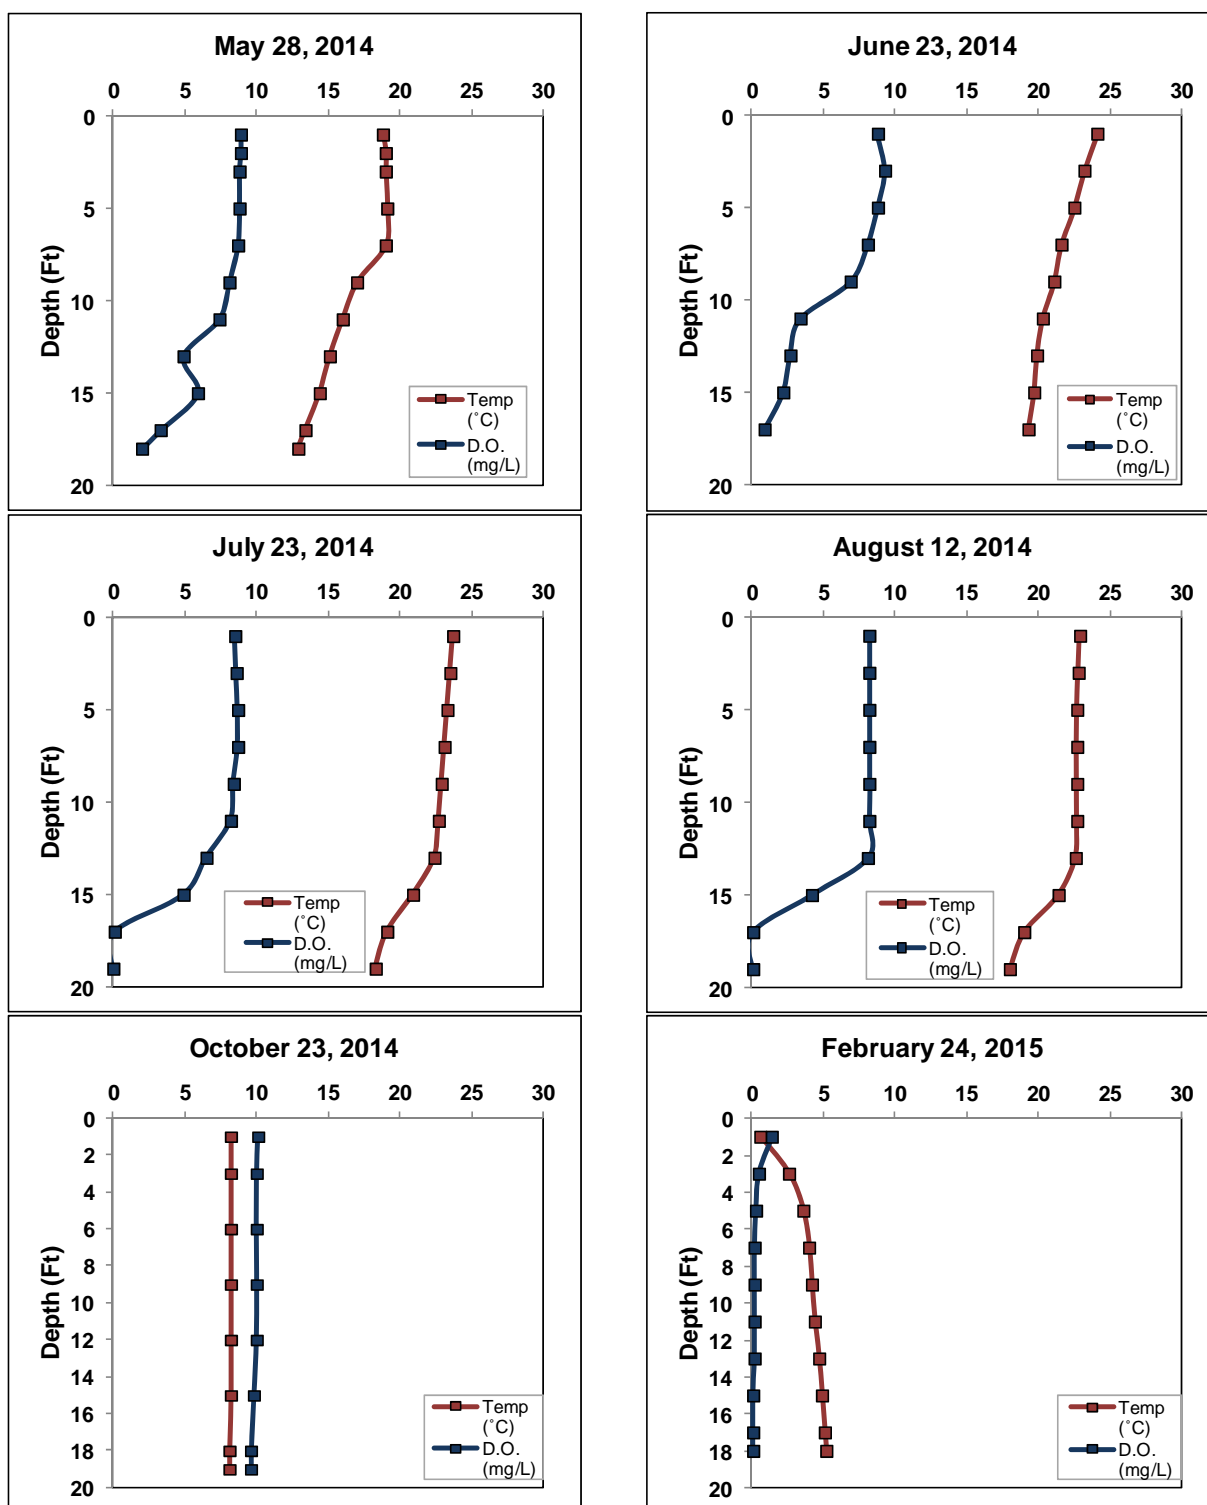 May 28, 2014
0 5 10 15 20 25 30
0
5
10
15
20
Depth (Ft)
Temp
(˚C)
D.O.
(mg/L)
June 23, 2014
0 5 10 15 20 25 30
0
5
10
15
20
Depth (Ft)
Temp
(˚C)
D.O.
(mg/L)
July 23, 2014
0 5 10 15 20 25 30
0
5
10
15
20
Depth (Ft)
Temp
(˚C)
D.O.
(mg/L)
August 12, 2014
0 5 10 15 20 25 30
0
5
10
15
20
Depth (Ft)
Temp
(˚C)
D.O.
(mg/L)
October 23, 2014
0 5 10 15 20 25 30
0
2
4
6
8
10
12
14
16
18
20
Depth (Ft)
Temp
(˚C)
D.O.
(mg/L)
February 24, 2015
0 5 10 15 20 25 30
0
2
4
6
8
10
12
14
16
18
20
Depth (Ft)
Temp
(˚C)
D.O.
(mg/L)